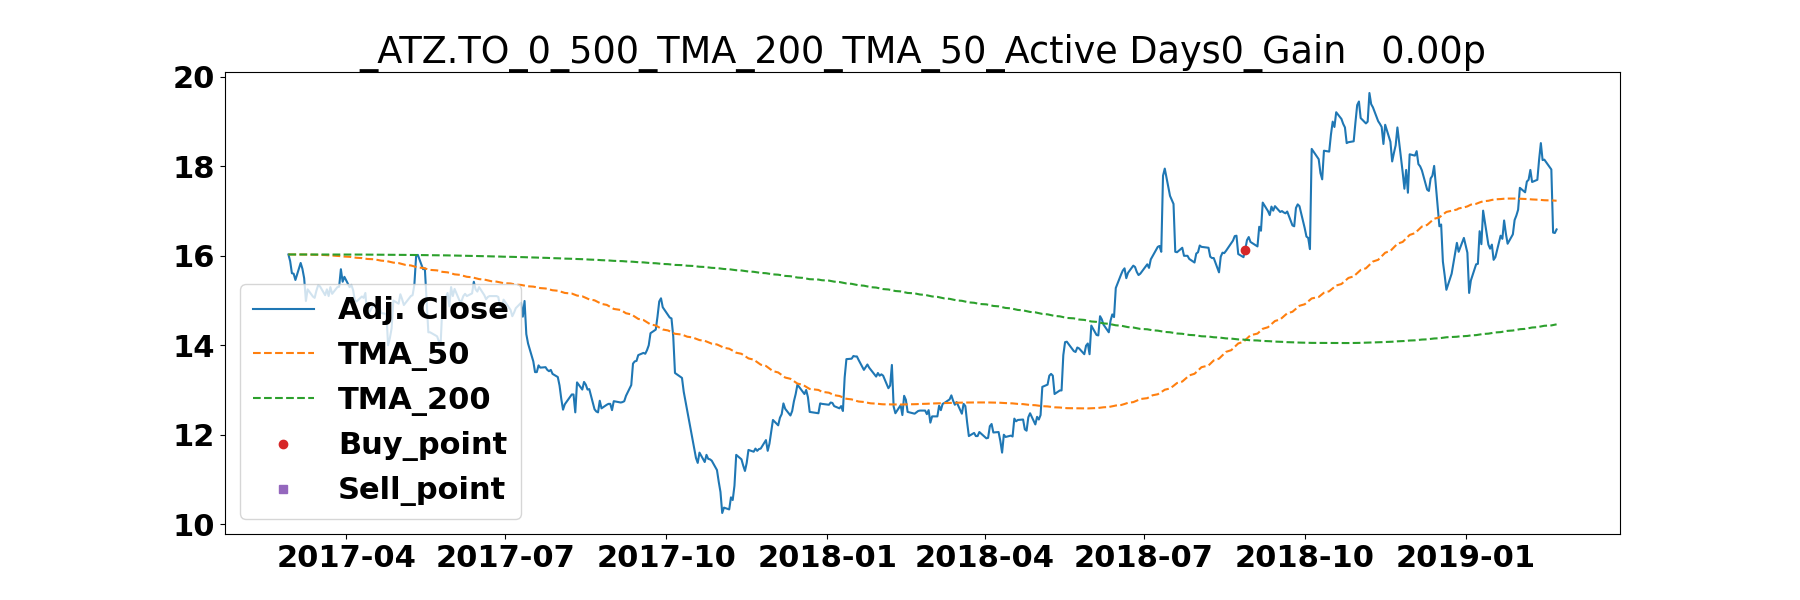 _ATZ.TO_0_500_TMA_200_TMA_50_Active Days0_Gain   0.00p
20
18
16
14
12
10
Adj. Close
TMA_50
TMA_200
Buy_point
Sell_point
2017-04 2017-07 2017-10 2018-01 2018-04 2018-07 2018-10 2019-01